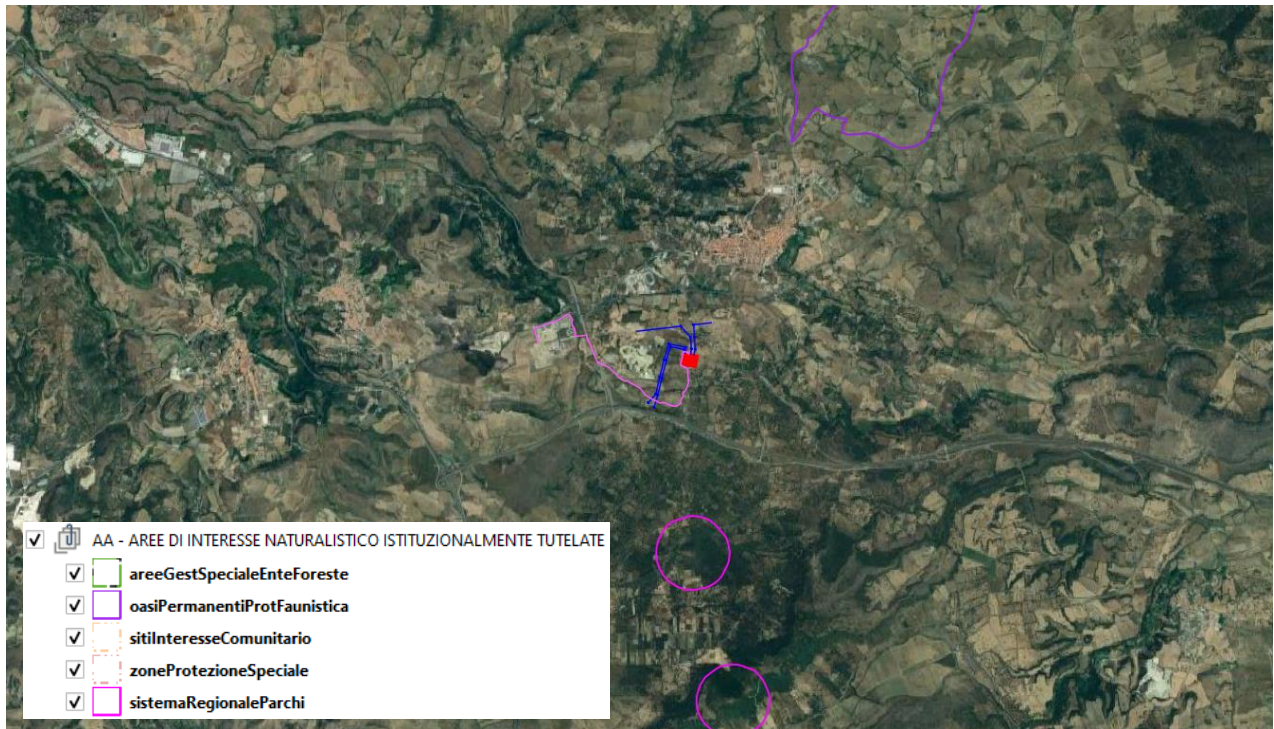 AA - AREE DI INTERESSE NATURALISTICO ISTITUZIONALMENTE TUTELATE
areeGestSpecialeEnteForeste
oasiPermanentiProtFaunistica
sitiInteresseComunitario
zoneProtezioneSpeciale
sistemaRegionaleParchi